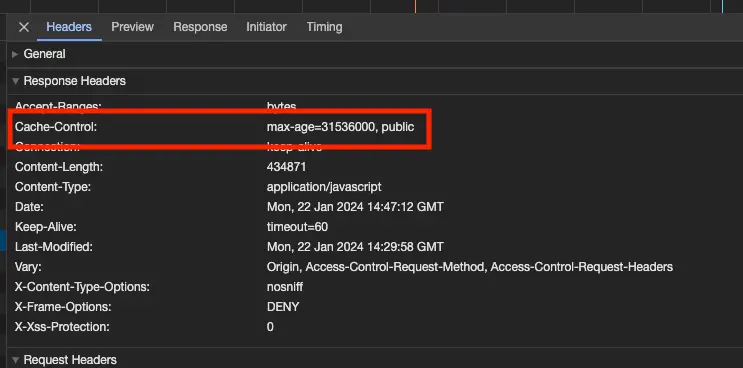 Headers Preview Response Initiator Timing
General
Response Headers
Accept-Ranges: bytes
Cache-Control: max-age=31536000, public
Connection: keep-alive
Content-Length: 434871
Content-Type: application/javascript
Date: Mon, 22 Jan 2024 14:47:12 GMT
Keep-Alive: timeout=60
Last-Modified: Mon, 22 Jan 2024 14:29:58 GMT
Vary: Origin, Access-Control-Request-Method, Access-Control-Request-Headers
X-Content-Type-Options: nosniff
X-Frame-Options: DENY
X-Xss-Protection: 0
Request Headers